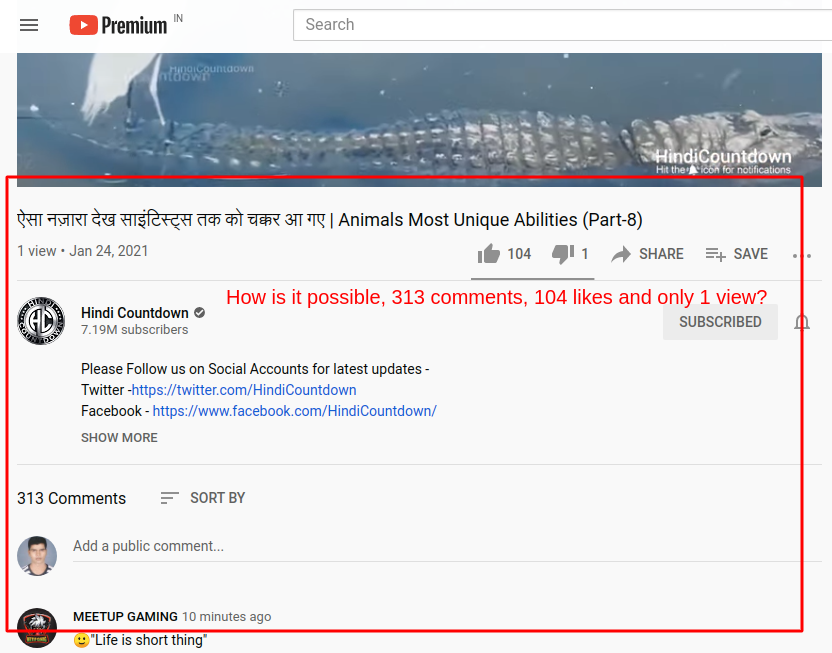 Premium IN
Search
HindiCountdown
HindiCountdown
Hit the icon for notifications
ऐसा नज़ारा देख साइंटिस्ट्स तक को चक्कर आ गए | Animals Most Unique Abilities (Part-8)
1 view • Jan 24, 2021
104 1 SHARE SAVE
How is it possible, 313 comments, 104 likes and only 1 view?
HINDI COUNTDOWN
HC
Hindi Countdown
7.19M subscribers
SUBSCRIBED
Please Follow us on Social Accounts for latest updates -
Twitter -https://twitter.com/HindiCountdown
Facebook - https://www.facebook.com/HindiCountdown/
SHOW MORE
313 Comments SORT BY
Add a public comment...
MEETUP GAMING 10 minutes ago
🙂"Life is short thing"